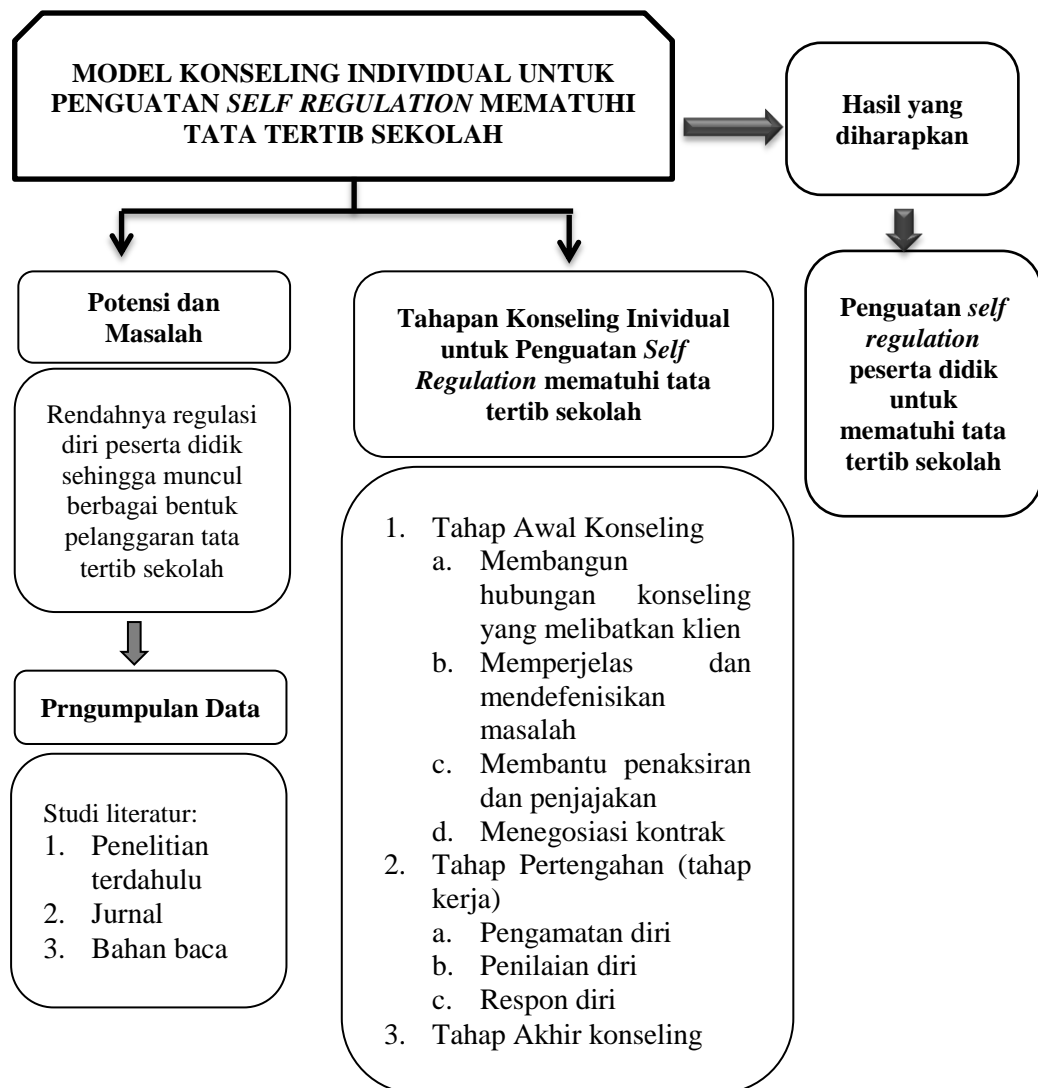 MODEL KONSELING INDIVIDUAL UNTUK
PENGUATAN SELF REGULATION MEMATUHI
TATA TERTIB SEKOLAH
Hasil yang
diharapkan
Potensi dan
Masalah
Rendahnya regulasi
diri peserta didik
sehingga muncul
berbagai bentuk
pelanggaran tata
tertib sekolah
Prngumpulan Data
Studi literatur:
1. Penelitian
terdahulu
2. Jurnal
3. Bahan baca
Tahapan Konseling Inividual
untuk Penguatan Self
Regulation mematuhi tata
tertib sekolah
1. Tahap Awal Konseling
a. Membangun
hubungan konseling
yang melibatkan klien
b. Memperjelas dan
mendefenisikan
masalah
c. Membantu penaksiran
dan penjajakan
d. Menegosiasi kontrak
2. Tahap Pertengahan (tahap
kerja)
a. Pengamatan diri
b. Penilaian diri
c. Respon diri
3. Tahap Akhir konseling
Penguatan self
regulation
peserta didik
untuk
mematuhi tata
tertib sekolah